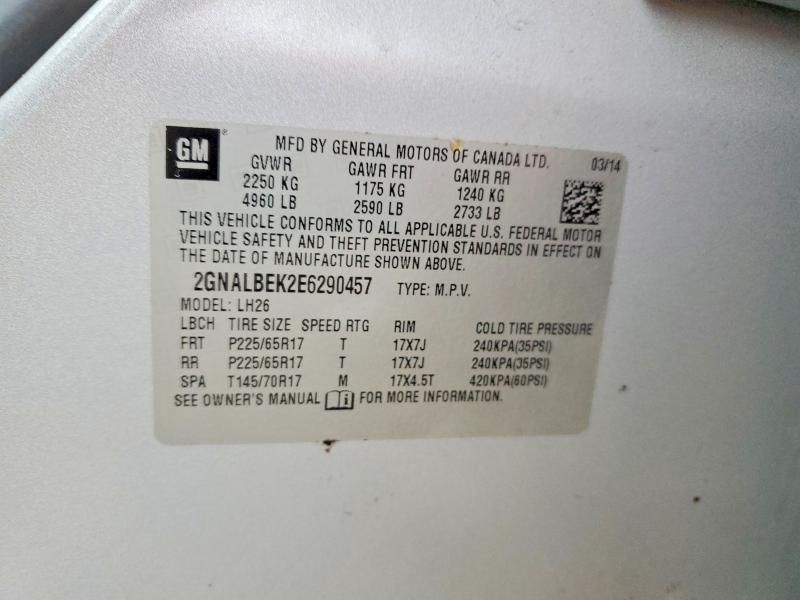 GM ® MFD BY GENERAL MOTORS OF CANADA LTD. 03/14
GVWR GAWR FRT GAWR RR
2250 KG 1175 KG 1240 KG
4960 LB 2590 LB 2733 LB
THIS VEHICLE CONFORMS TO ALL APPLICABLE U.S. FEDERAL MOTOR
VEHICLE SAFETY AND THEFT PREVENTION STANDARDS IN EFFECT ON
THE DATE OF MANUFACTURE SHOWN ABOVE.
2GNALBEK2E6290457 TYPE: M.P.V.
MODEL: LH26
LBCH TIRE SIZE SPEED RTG RIM COLD TIRE PRESSURE
FRT P225/65R17 T 17X7J 240KPA(35PSI)
RR P225/65R17 T 17X7J 240KPA(35PSI)
SPA T145/70R17 M 17X4.5T 420KPA(60PSI)
SEE OWNER'S MANUAL i FOR MORE INFORMATION.